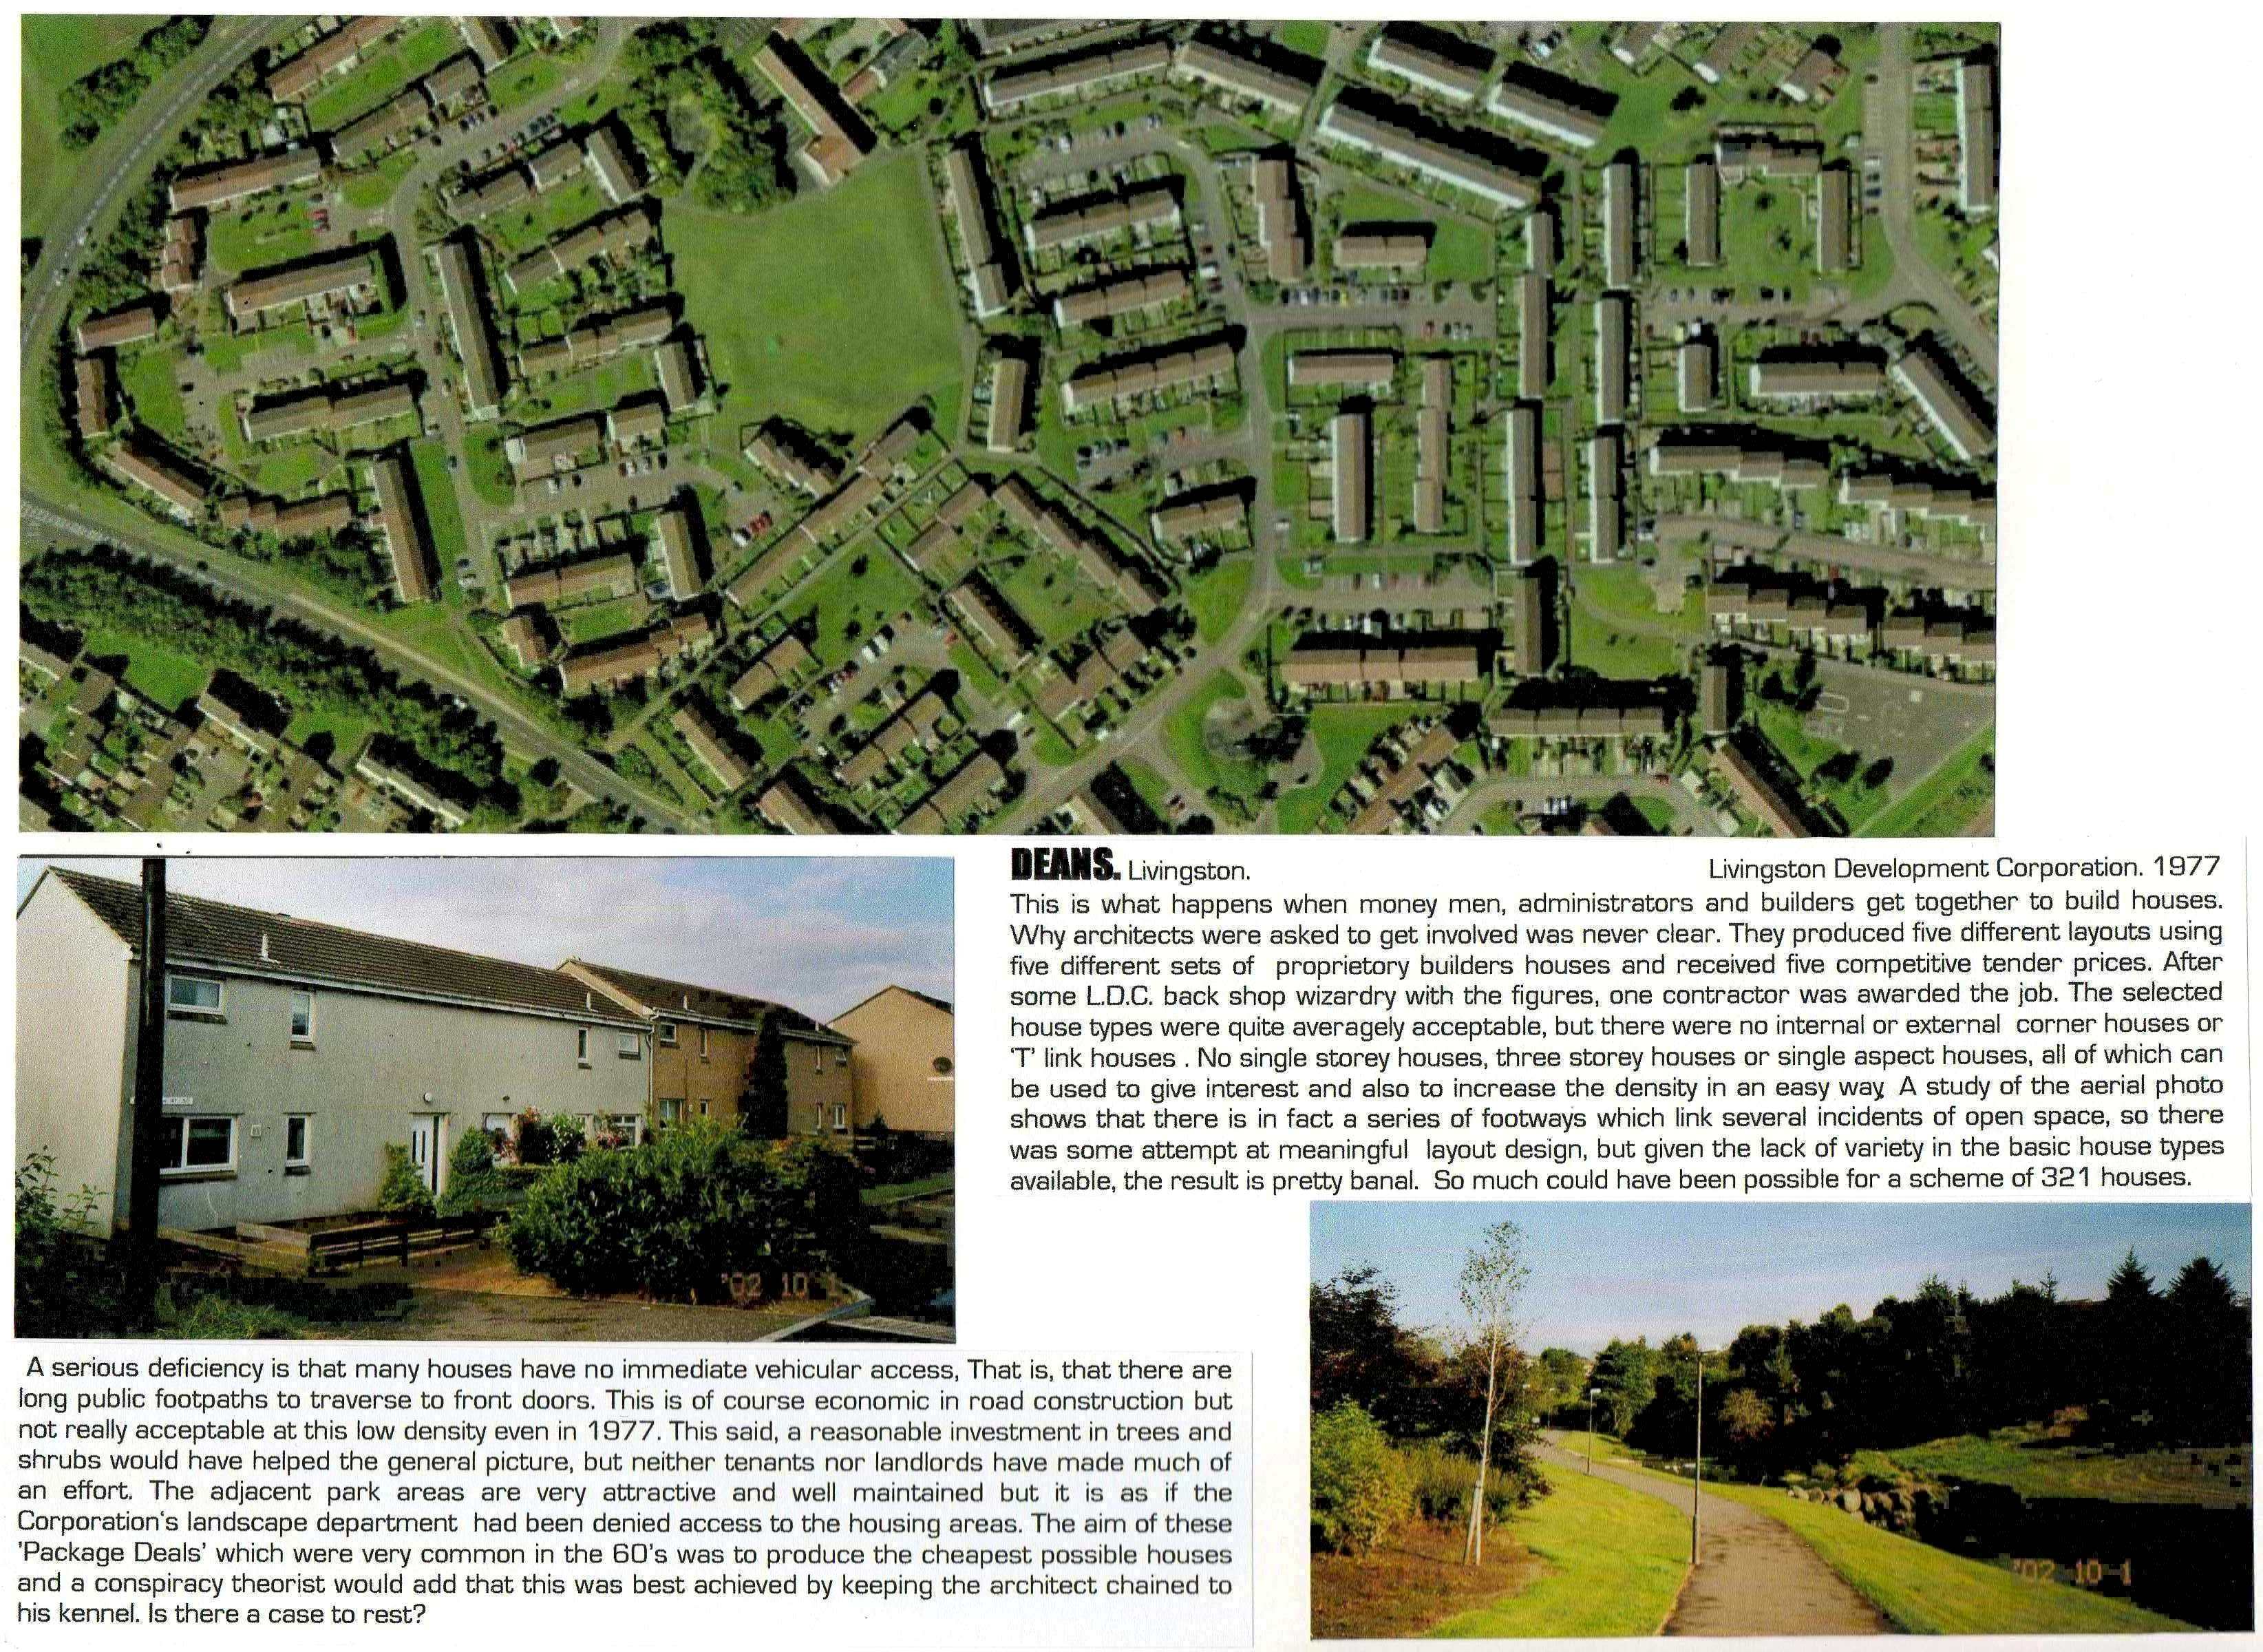 DEANS. Livingston. Livingston Development Corporation. 1977
This is what happens when money men, administrators and builders get together to build houses.
Why architects were asked to get involved was never clear. They produced five different layouts using
five different sets of proprietory builders houses and received five competitive tender prices. After
some L.D.C. back shop wizardry with the figures, one contractor was awarded the job. The selected
house types were quite averagely acceptable, but there were no internal or external corner houses or
'T' link houses . No single storey houses, three storey houses or single aspect houses, all of which can
be used to give interest and also to increase the density in an easy way. A study of the aerial photo
shows that there is in fact a series of footways which link several incidents of open space, so there
was some attempt at meaningful layout design, but given the lack of variety in the basic house types
available, the result is pretty banal. So much could have been possible for a scheme of 321 houses.
'02 10 1
A serious deficiency is that many houses have no immediate vehicular access, That is, that there are
long public footpaths to traverse to front doors. This is of course economic in road construction but
not really acceptable at this low density even in 1977. This said, a reasonable investment in trees and
shrubs would have helped the general picture, but neither tenants nor landlords have made much of
an effort. The adjacent park areas are very attractive and well maintained but it is as if the
Corporation's landscape department had been denied access to the housing areas. The aim of these
'Package Deals' which were very common in the 60's was to produce the cheapest possible houses
and a conspiracy theorist would add that this was best achieved by keeping the architect chained to
his kennel. Is there a case to rest?
'02 10 1